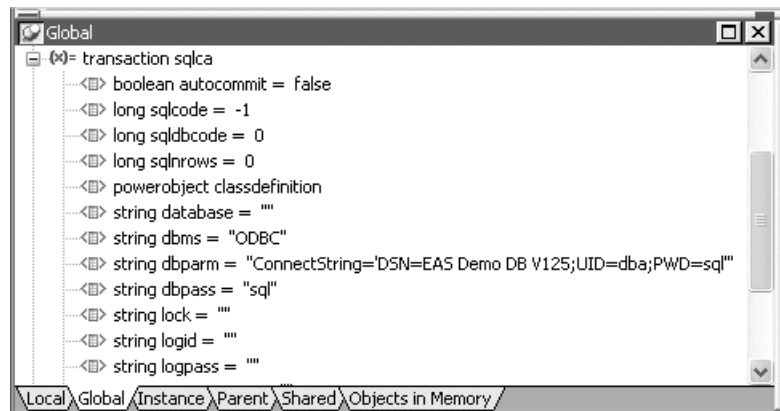 Global
(x)= transaction sqlca
boolean autocommit = false
long sqlcode = -1
long sqldbcode = 0
long sqlnrows = 0
powerobject classdefinition
string database = ""
string dbms = "ODBC"
string dbparm = "ConnectString='DSN=EAS Demo DB V125;UID=dba;PWD=sql'"
string dbpass = "sql"
string lock = ""
string logid = ""
string logpass = ""
Local Global Instance Parent Shared Objects in Memory